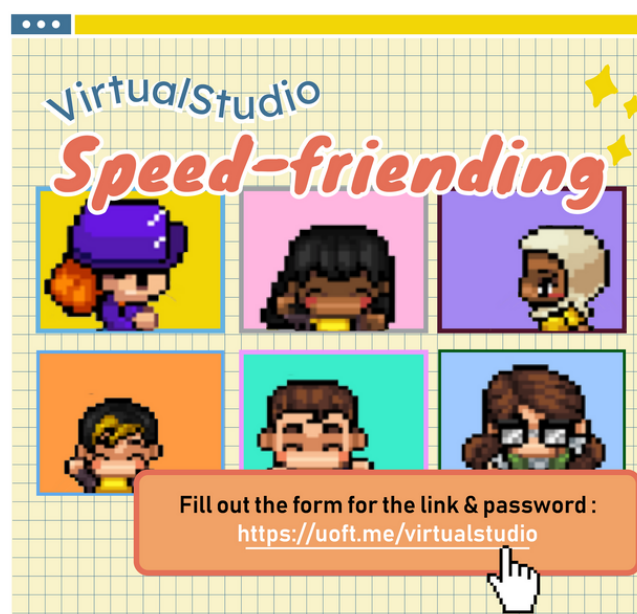 VirtualStudio
Speed-friending
Fill out the form for the link & password :
https://uoft.me/virtualstudio